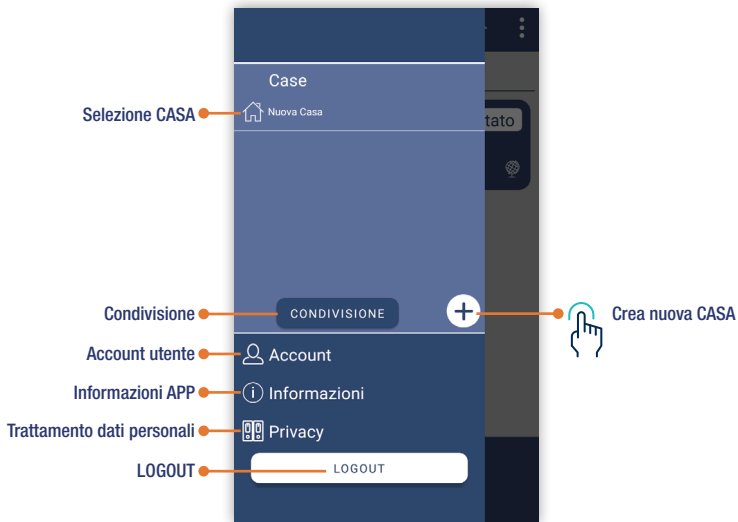 Case
Selezione CASA
Nuova Casa
tato
Condivisione
CONDIVISIONE
Crea nuova CASA
Account utente
Account
Informazioni APP
Informazioni
Trattamento dati personali
Privacy
LOGOUT
LOGOUT